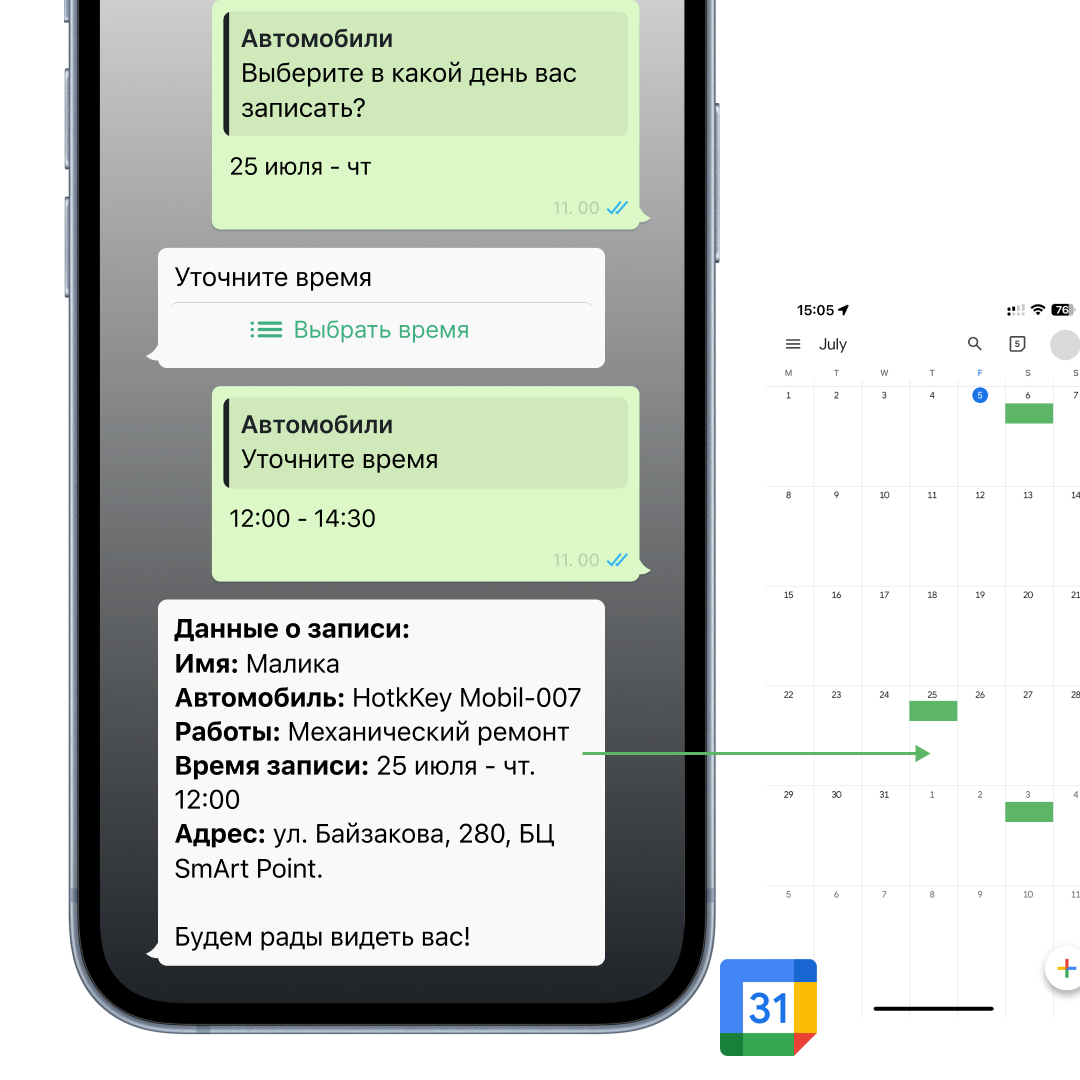 Автомобили
Выберите в какой день вас
записать?
25 июля - чт
11. 00
Уточните время
Выбрать время
Автомобили
Уточните время
12:00 - 14:30
11. 00
Данные о записи:
Имя: Малика
Автомобиль: HotkKey Mobil-007
Работы: Механический ремонт
Время записи: 25 июля - чт.
12:00
Адрес: ул. Байзакова, 280, БЦ
SmArt Point.
Будем рады видеть вас!
15:05 76
July 5
M T W T F S S
1 2 3 4 5 6 7
8 9 10 11 12 13 14
15 16 17 18 19 20 21
22 23 24 25 26 27 28
29 30 31 1 2 3 4
5 6 7 8 9 10 11
31